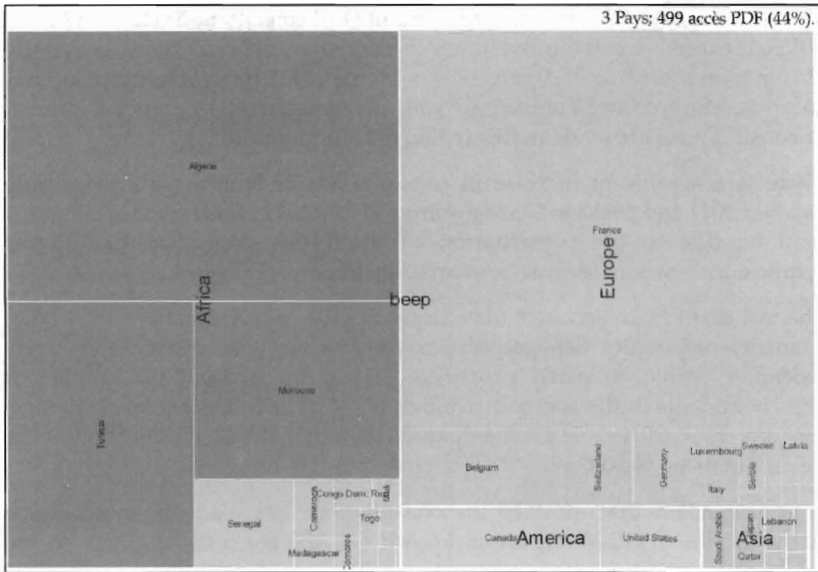 3 Pays; 499 accès PDF (44%).
Algeria
France
Africa
Europe
beep
Tunisia
Morocco
Belgium
Switzerland
Germany
Luxembourg
Sweden
Latvia
Italy
Serbia
Senegal
Cameroon
Congo Dem. Re
Mali
Togo
Madagascar
Comoros
Canada
America
United States
Saudi Arabia
Japan
Lebanon
Asia
Qatar